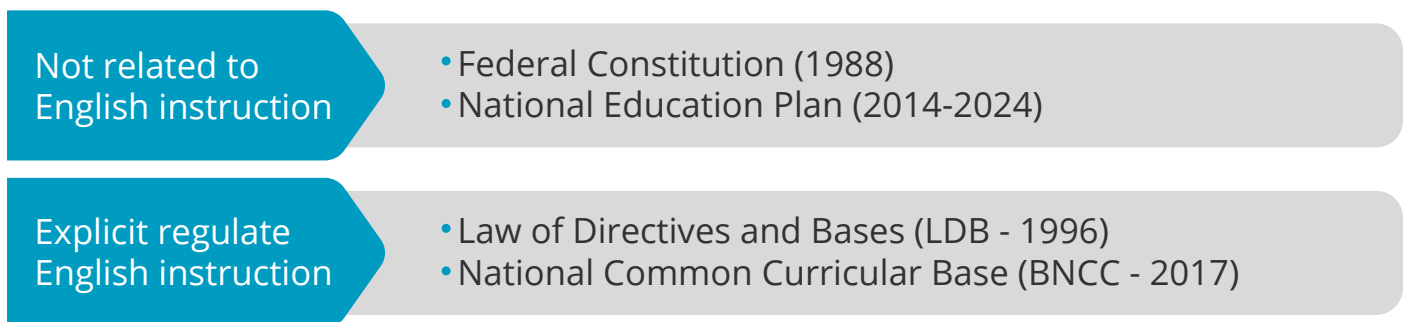 Not related to
English instruction
•Federal Constitution (1988)
•National Education Plan (2014-2024)
Explicit regulate
English instruction
•Law of Directives and Bases (LDB - 1996)
•National Common Curricular Base (BNCC - 2017)